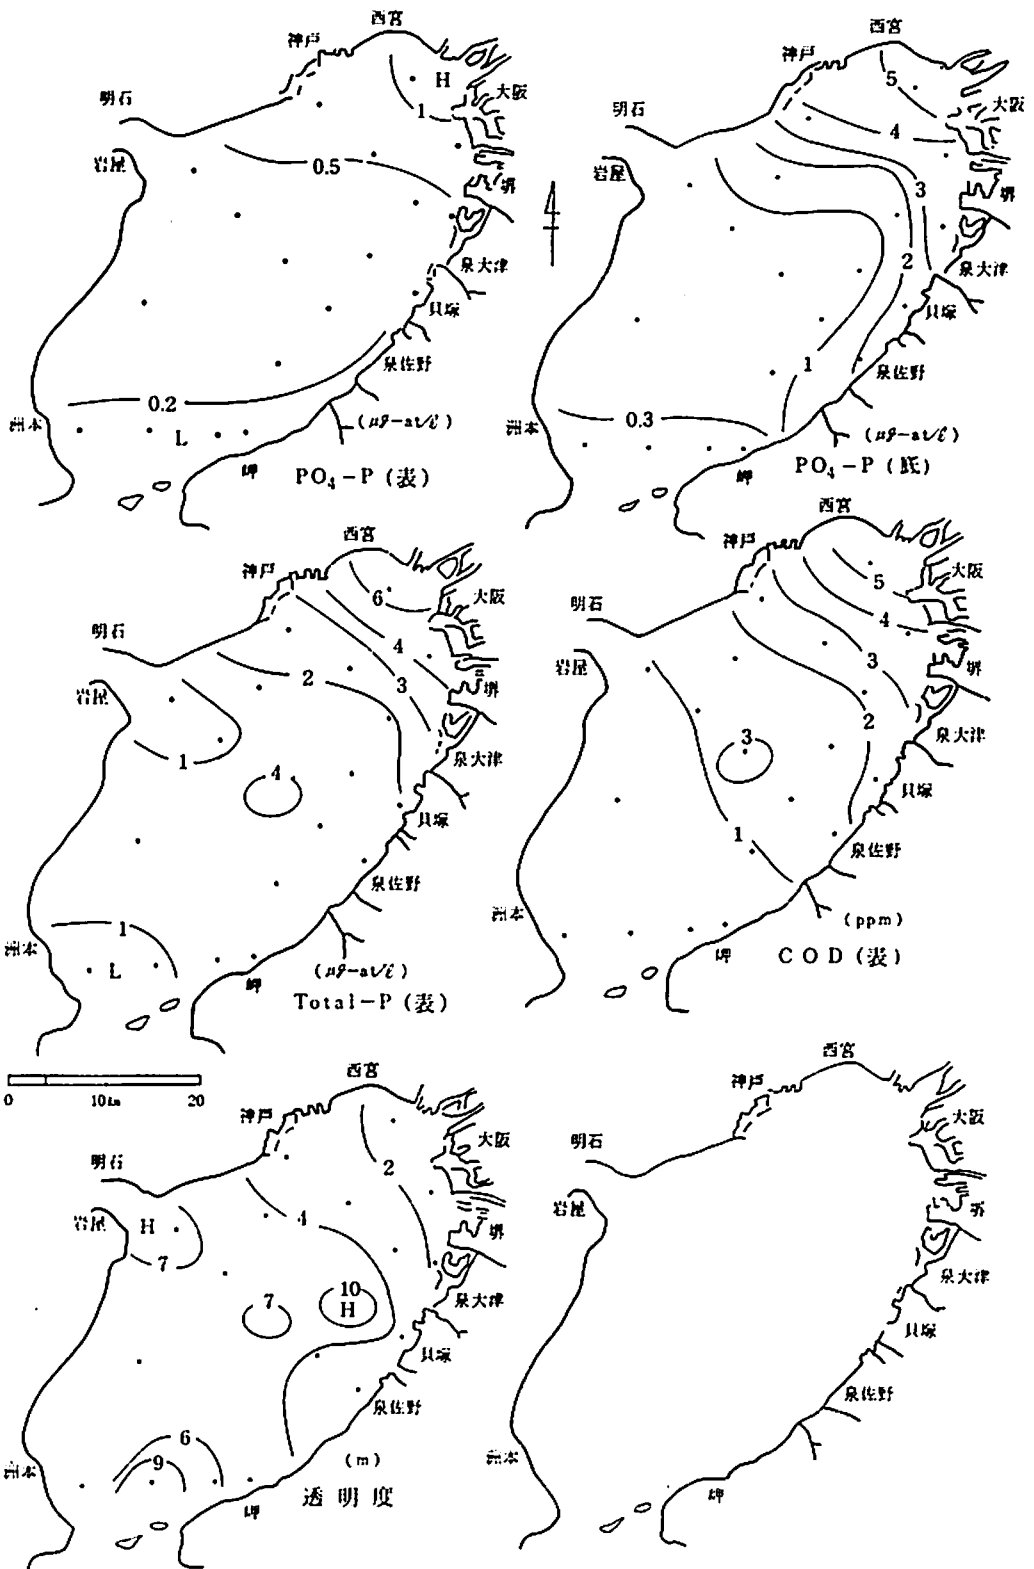 西宮
神戸
H
大阪
明石
1
岩屋
0.5
堺
泉大津
貝塚
泉佐野
0.2
洲本
L
(μg-at/ℓ)
岬
PO₄-P (表)
西宮
神戸
5
大阪
明石
4
岩屋
3
堺
2
泉大津
貝塚
1
泉佐野
0.3
洲本
(μg-at/ℓ)
岬
PO₄-P (底)
西宮
神戸
6
大阪
明石
4
2
3
岩屋
堺
1
4
泉大津
貝塚
泉佐野
1
洲本
L
岬
(μg-at/ℓ)
Total-P (表)
西宮
神戸
5
大阪
明石
4
岩屋
3
堺
2
3
泉大津
貝塚
1
泉佐野
洲本
(ppm)
岬
COD (表)
0 10km 20
西宮
神戸
大阪
明石
2
岩屋
H
4
堺
7
7
10
H
泉大津
貝塚
泉佐野
6
9
洲本
(m)
岬
透明度
西宮
神戸
大阪
明石
岩屋
堺
泉大津
貝塚
泉佐野
洲本
岬